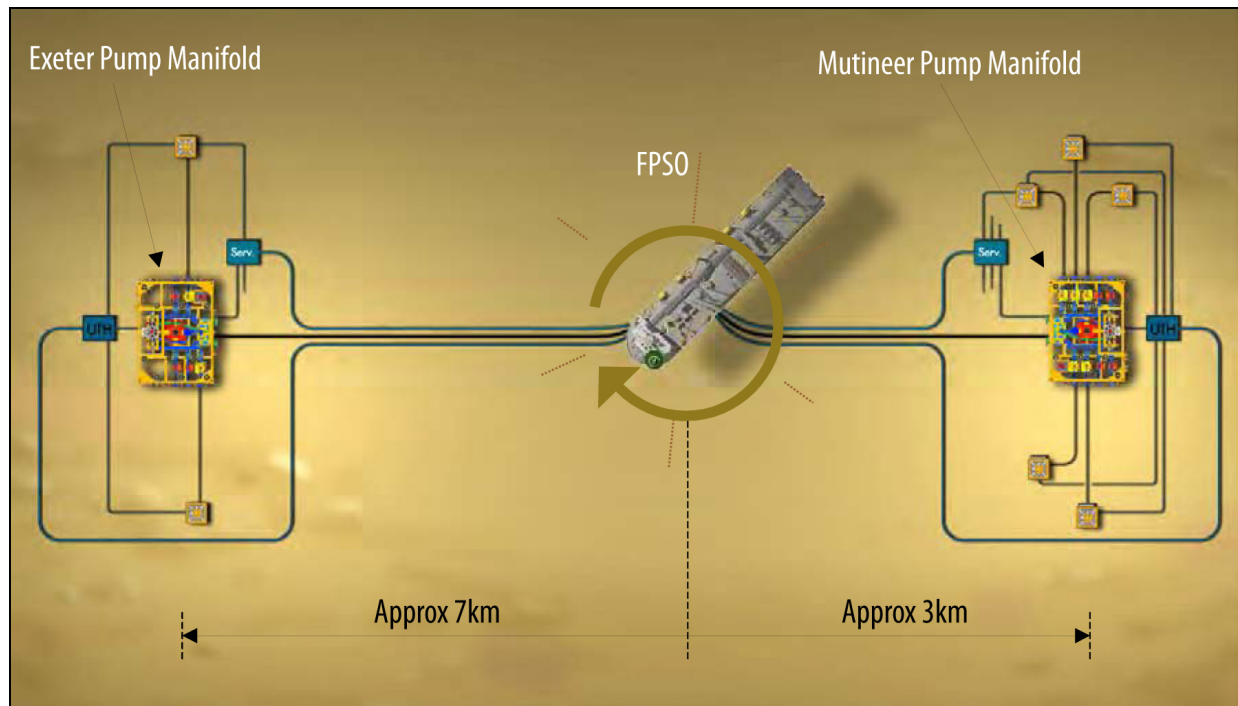 Exeter Pump Manifold
Mutineer Pump Manifold
FPSO
Serv.
Serv.
UTH
UTH
Approx 7km
Approx 3km